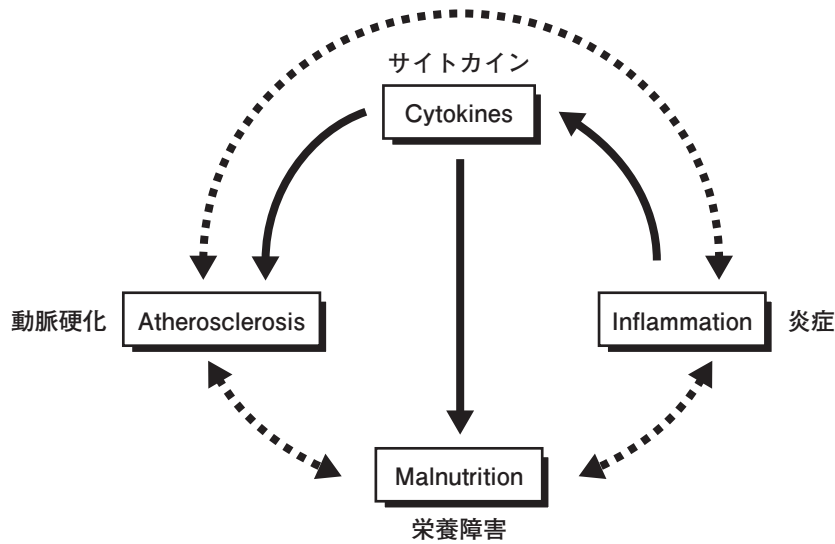 サイトカイン
Cytokines
動脈硬化
Atherosclerosis
Inflammation
炎症
Malnutrition
栄養障害